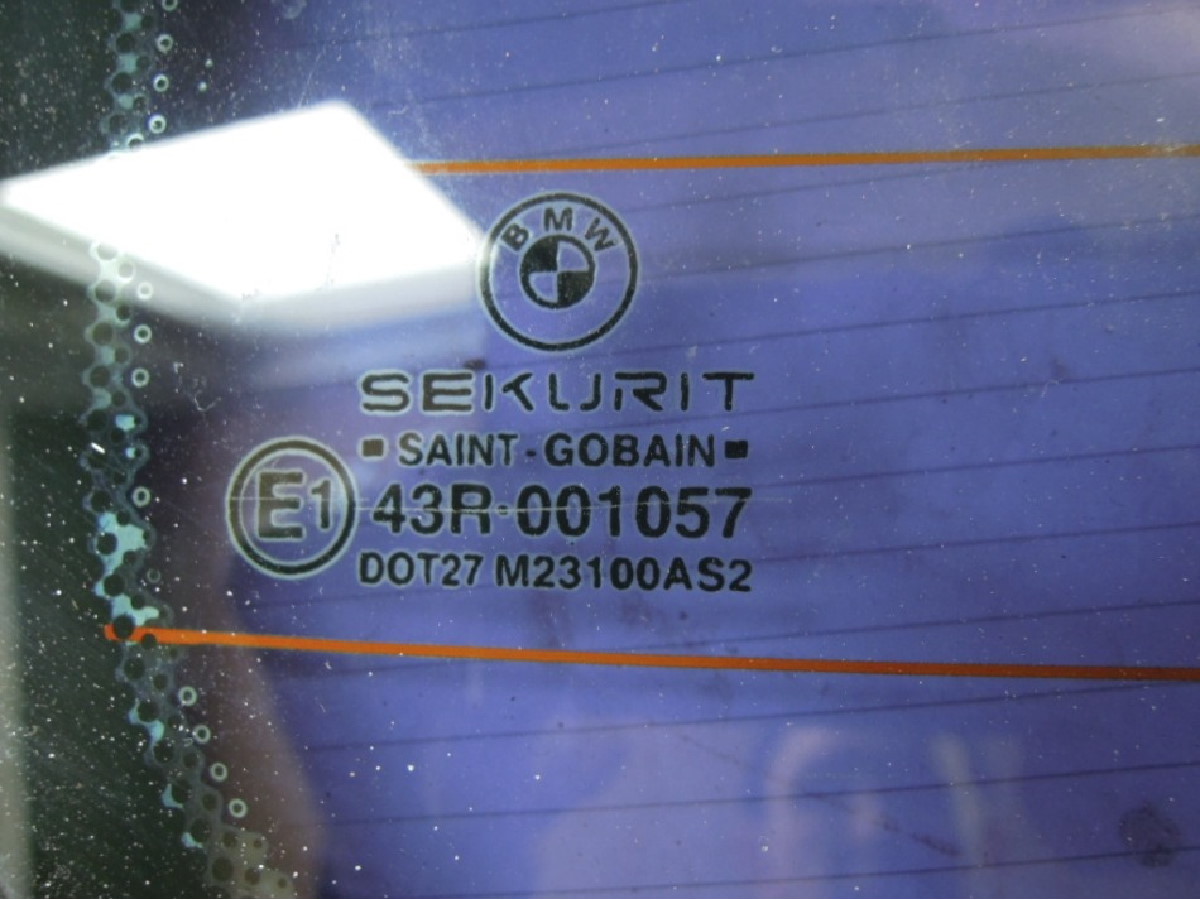 BMW
SEKURIT
SAINT-GOBAIN
E1
43R-001057
DOT27 M23100AS2